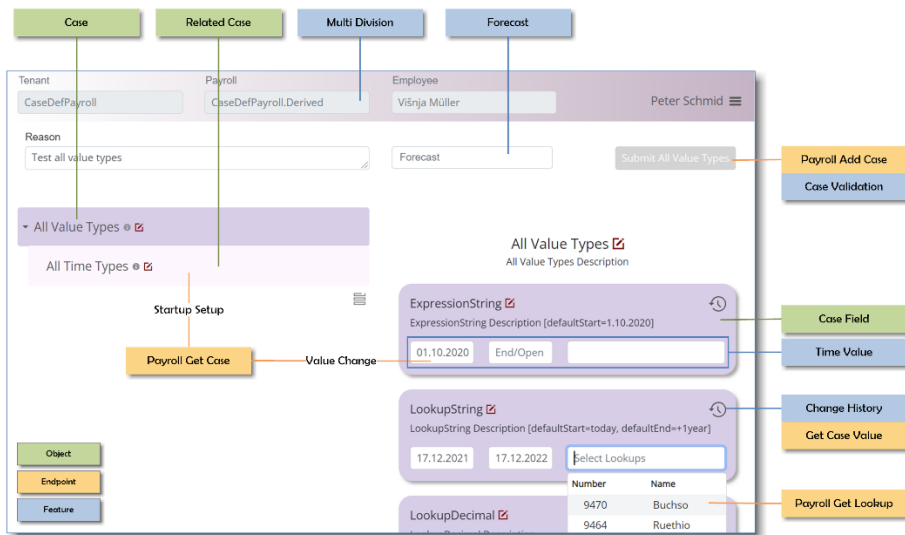 Case
Related Case
Multi Division
Forecast
Tenant
Payroll
Employee
CaseDefPayroll
CaseDefPayroll.Derived
Višnja Müller
Peter Schmid
Reason
Test all value types
Forecast
Submit All Value Types
Payroll Add Case
Case Validation
All Value Types
All Time Types
All Value Types
All Value Types Description
Startup Setup
Payroll Get Case
Value Change
ExpressionString
ExpressionString Description [defaultStart=1.10.2020]
01.10.2020
End/Open
Case Field
Time Value
LookupString
LookupString Description [defaultStart=today, defaultEnd=+1year]
17.12.2021
17.12.2022
Select Lookups
Change History
Get Case Value
Number
Name
9470
Buchso
9464
Ruethio
Payroll Get Lookup
LookupDecimal
Object
Endpoint
Feature